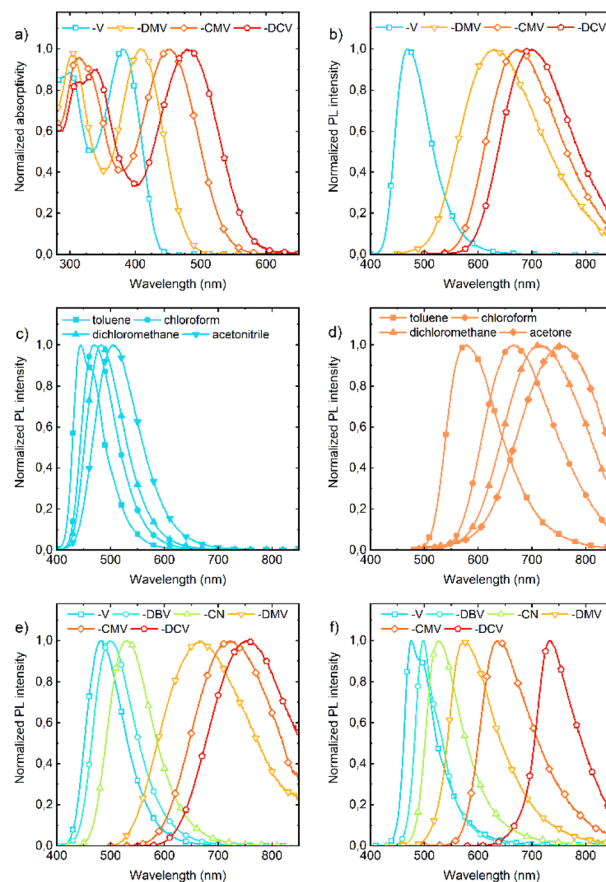 a)
-V -DMV -CMV -DCV
Normalized absorptivity
1,0
0,8
0,6
0,4
0,2
0,0
300 400 500 600
Wavelength (nm)
b)
-V -DMV -CMV -DCV
Normalized PL intensity
1,0
0,8
0,6
0,4
0,2
0,0
400 500 600 700 800
Wavelength (nm)
c)
toluene chloroform
dichloromethane acetonitrile
Normalized PL intensity
1,0
0,8
0,6
0,4
0,2
0,0
400 500 600 700 800
Wavelength (nm)
d)
toluene chloroform
dichloromethane acetone
Normalized PL intensity
1,0
0,8
0,6
0,4
0,2
0,0
400 500 600 700 800
Wavelength (nm)
e)
-V -DBV -CN -DMV
-CMV -DCV
Normalized PL intensity
1,0
0,8
0,6
0,4
0,2
0,0
400 500 600 700 800
Wavelength (nm)
f)
-V -DBV -CN -DMV
-CMV -DCV
Normalized PL intensity
1,0
0,8
0,6
0,4
0,2
0,0
400 500 600 700 800
Wavelength (nm)